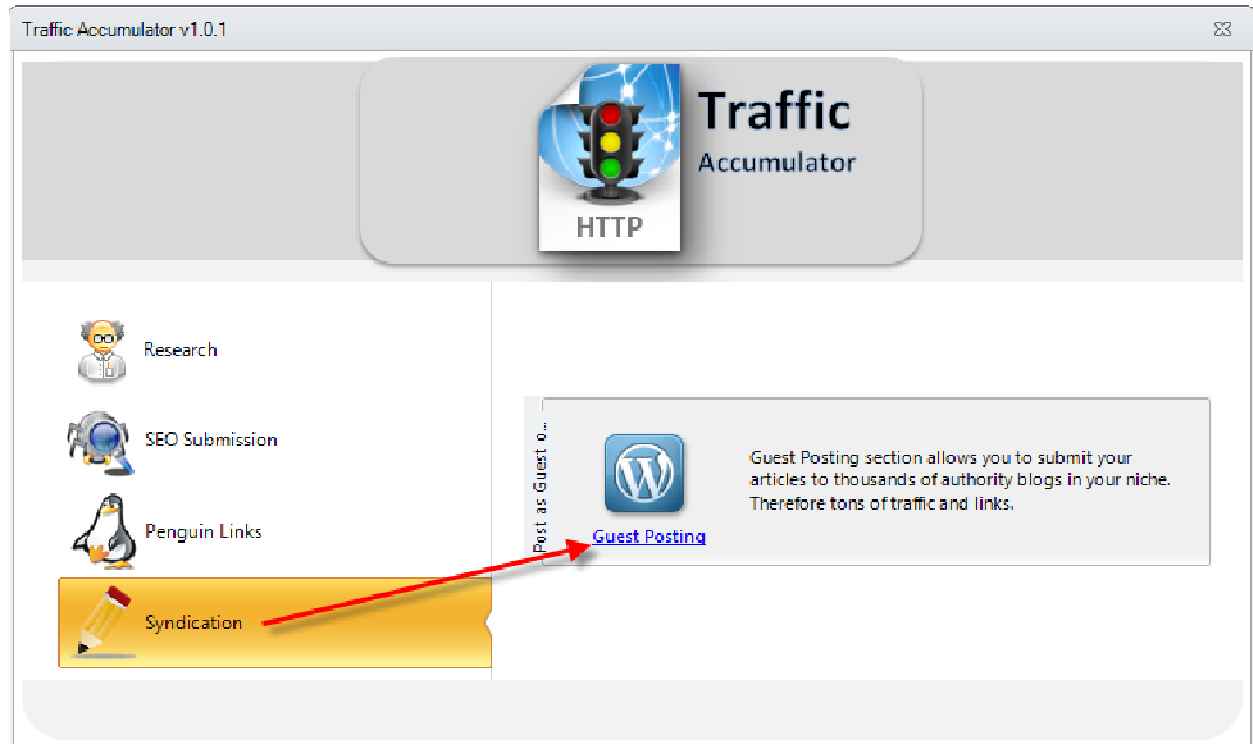 Traffic Accumulator v1.0.1
Traffic
Accumulator
HTTP
Research
SEO Submission
Penguin Links
Syndication
Post as Guest o...
Guest Posting section allows you to submit your
articles to thousands of authority blogs in your niche.
Therefore tons of traffic and links.
Guest Posting